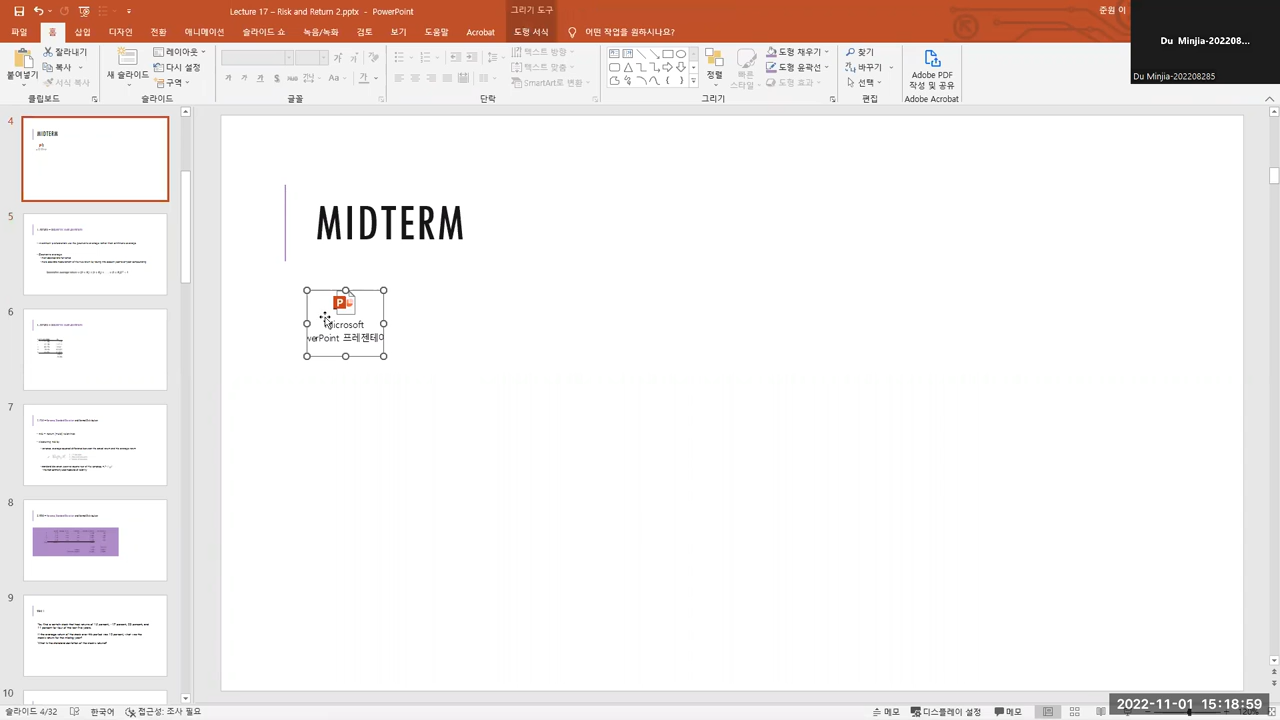 Lecture 17 – Risk and Return 2.pptx - PowerPoint
그리기 도구
준원 이
파일
홈
삽입
디자인
전환
애니메이션
슬라이드 쇼
녹음/녹화
검토
보기
도움말
Acrobat
도형 서식
어떤 작업을 원하시나요?
Du Minjia-202208...
Du Minjia-202208285
붙여넣기
잘라내기
복사
서식 복사
클립보드
새 슬라이드
레이아웃
다시 설정
구역
슬라이드
글꼴
텍스트 방향
텍스트 맞춤
SmartArt로 변환
단락
정렬
빠른 스타일
도형 채우기
도형 윤곽선
도형 효과
그리기
찾기
바꾸기
선택
편집
Adobe PDF
작성 및 공유
Adobe Acrobat
4
MIDTERM
5
6
7
8
9
10
MIDTERM
Microsoft
werPoint 프레젠테이
슬라이드 4/32
한국어
접근성: 조사 필요
메모
디스플레이 설정
메모
2022-11-01 15:18:59